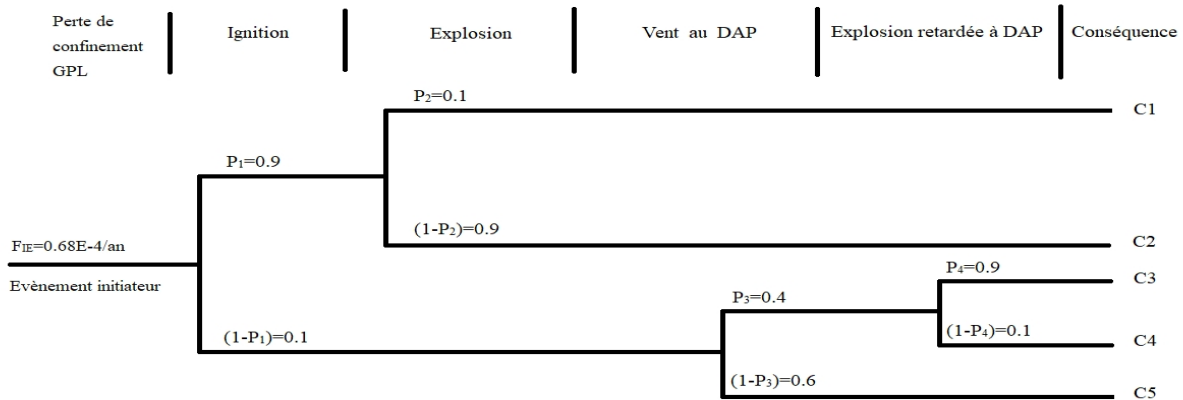 Perte de
confinement
GPL
Ignition
Explosion
Vent au DAP
Explosion retardée à DAP
Conséquence
P₂=0.1
C1
P₁=0.9
(1-P₂)=0.9
C2
FIE=0.68E-4/an
Evènement initiateur
P₄=0.9
C3
P₃=0.4
(1-P₁)=0.1
(1-P₄)=0.1
C4
(1-P₃)=0.6
C5